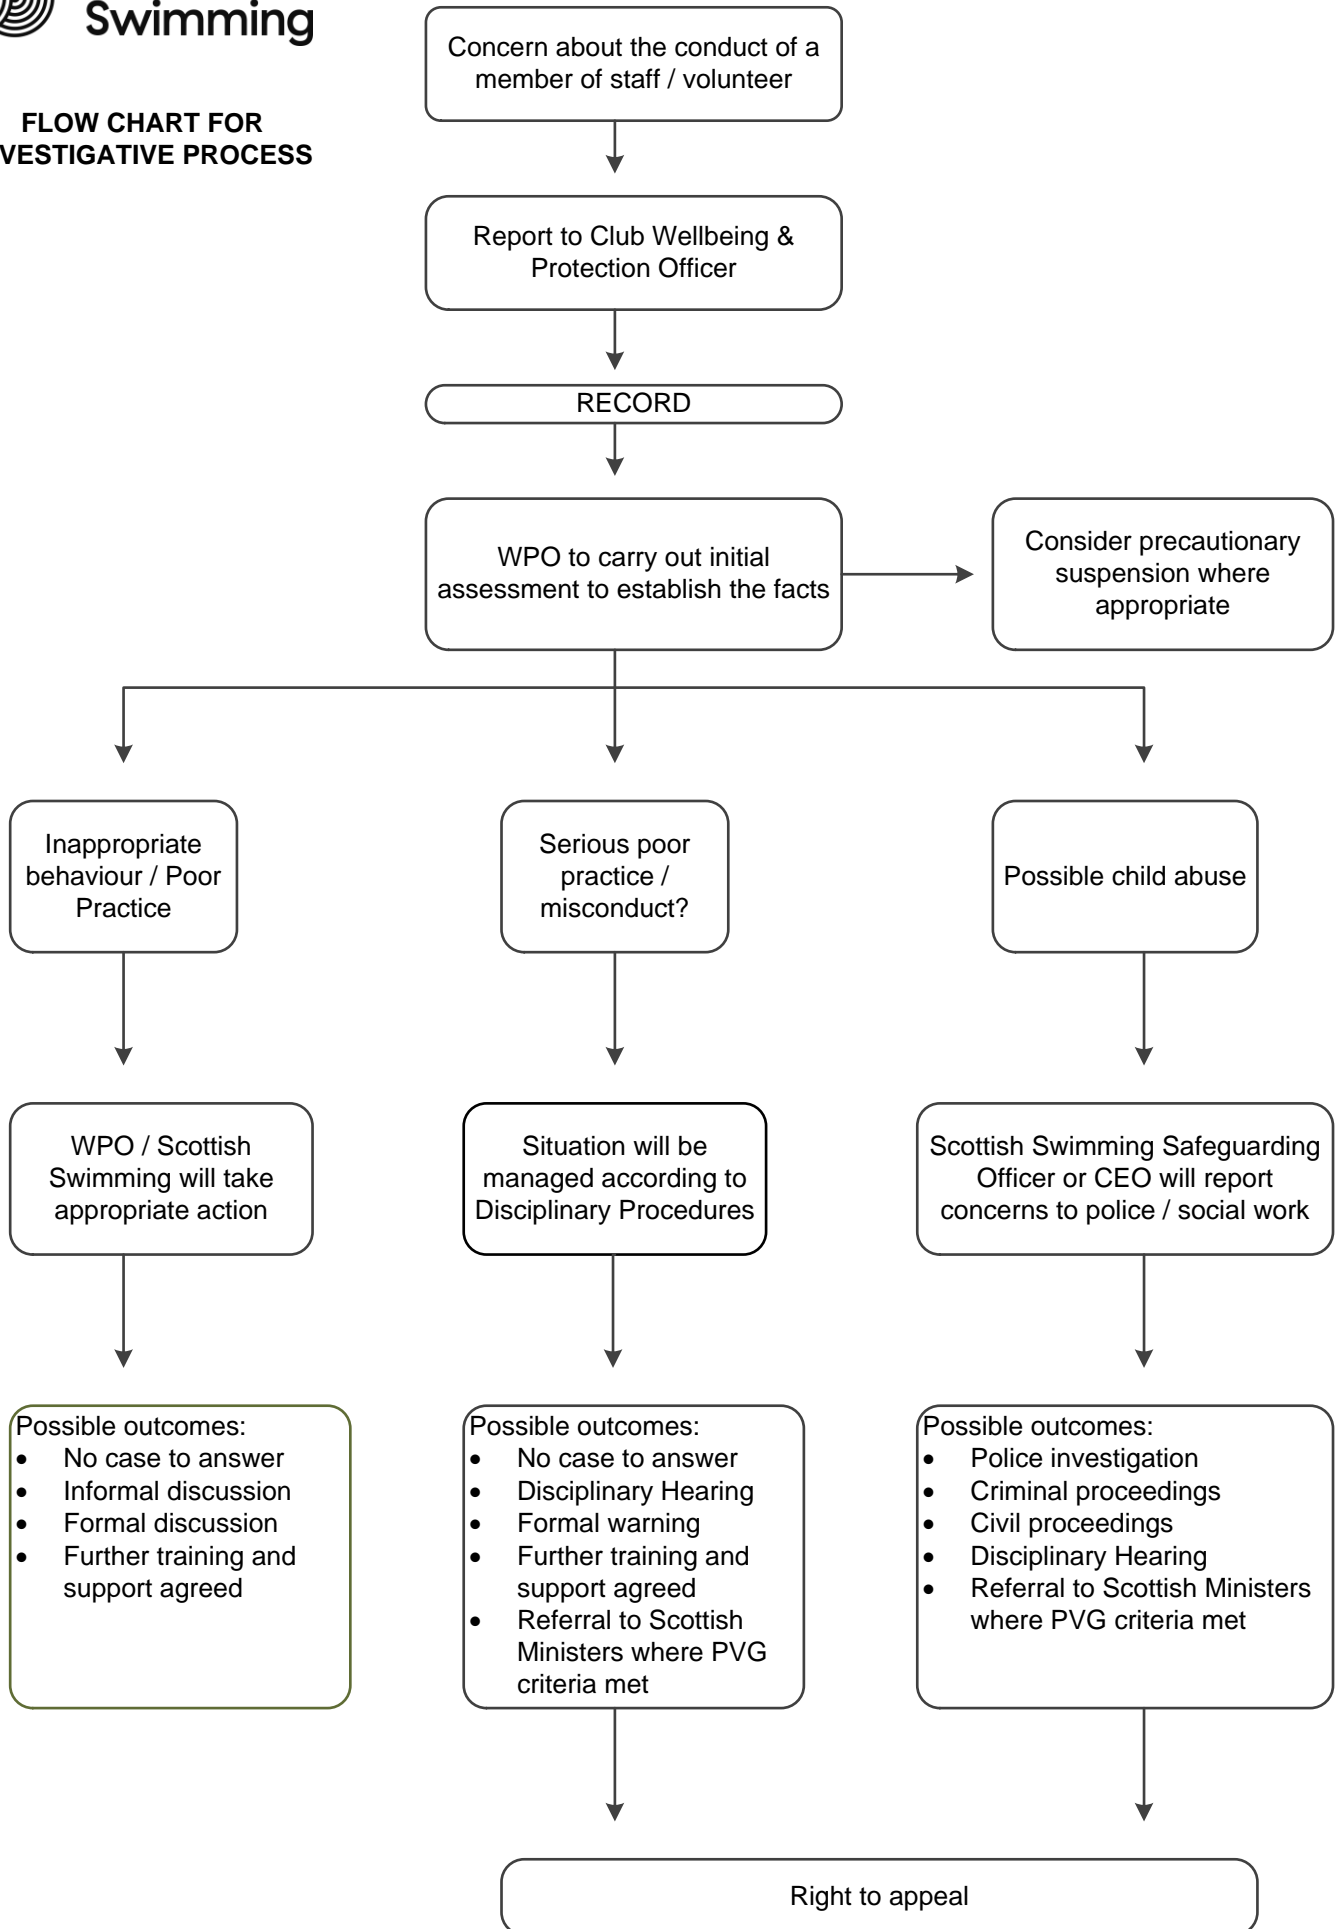 Swimming
FLOW CHART FOR
VESTIGATIVE PROCESS
Concern about the conduct of a
member of staff / volunteer
Report to Club Wellbeing &
Protection Officer
RECORD
WPO to carry out initial
assessment to establish the facts
Consider precautionary
suspension where
appropriate
Inappropriate
behaviour / Poor
Practice
Serious poor
practice /
misconduct?
Possible child abuse
WPO / Scottish
Swimming will take
appropriate action
Situation will be
managed according to
Disciplinary Procedures
Scottish Swimming Safeguarding
Officer or CEO will report
concerns to police / social work
Possible outcomes:
• No case to answer
• Informal discussion
• Formal discussion
• Further training and
support agreed
Possible outcomes:
• No case to answer
• Disciplinary Hearing
• Formal warning
• Further training and
support agreed
• Referral to Scottish
Ministers where PVG
criteria met
Possible outcomes:
• Police investigation
• Criminal proceedings
• Civil proceedings
• Disciplinary Hearing
• Referral to Scottish Ministers
where PVG criteria met
Right to appeal